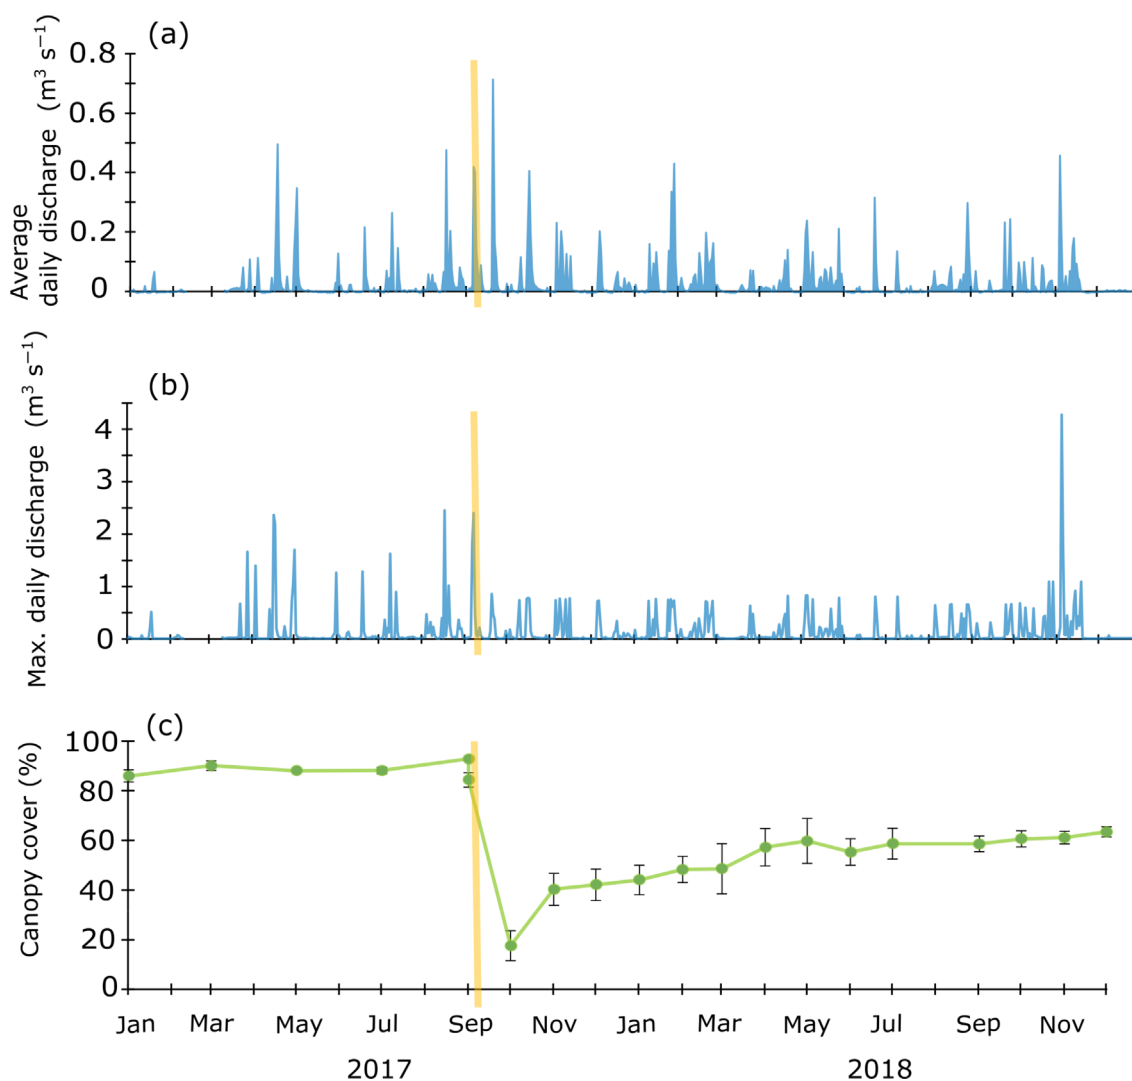 (a)
Average
daily discharge (m³ s⁻¹)
0.8
0.6
0.4
0.2
0
(b)
Max. daily discharge (m³ s⁻¹)
4
3
2
1
0
(c)
Canopy cover (%)
100
80
60
40
20
0
Jan Mar May Jul Sep Nov Jan Mar May Jul Sep Nov
2017 2018